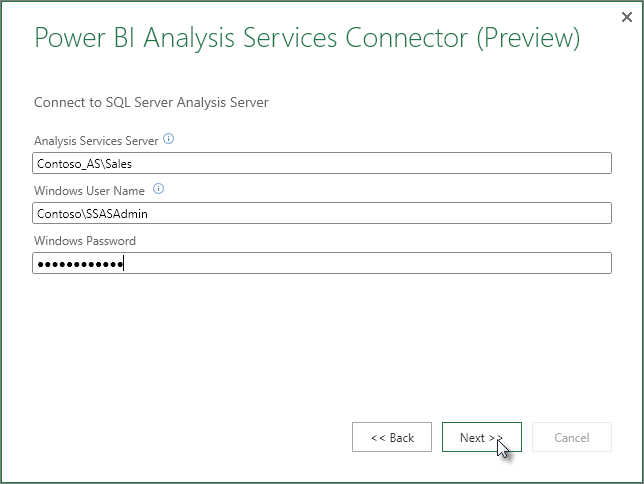 Power BI Analysis Services Connector (Preview)
Connect to SQL Server Analysis Server
Analysis Services Server
Contoso_AS\Sales
Windows User Name
Contoso\SSASAdmin
Windows Password
●●●●●●●●●●●●
<< Back
Next >>
Cancel